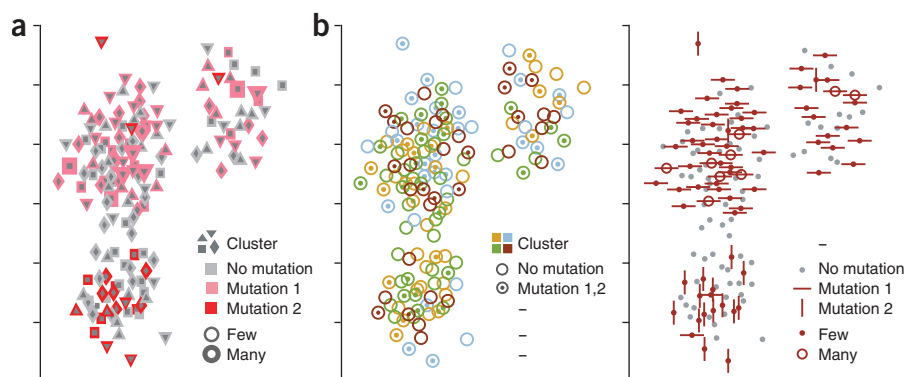 a
b
Cluster
No mutation
Mutation 1
Mutation 2
Few
Many
Cluster
No mutation
Mutation 1,2
–
–
–
–
No mutation
Mutation 1
Mutation 2
Few
Many